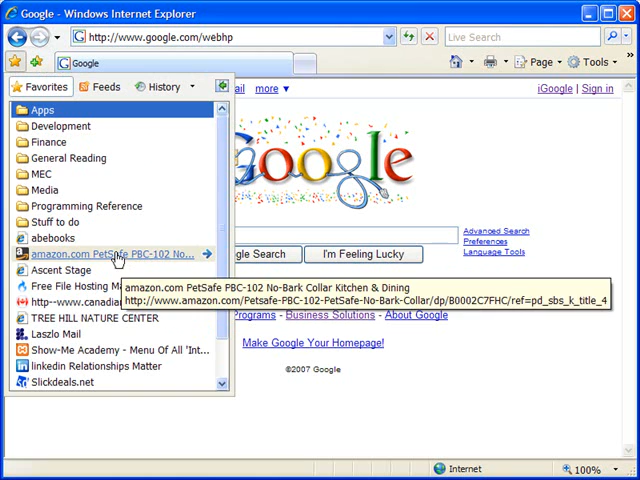 Google - Windows Internet Explorer
http://www.google.com/webhp
Live Search
Google
Page
Tools
Favorites
Feeds
History
more
iGoogle | Sign in
Apps
Development
Finance
General Reading
MEC
Media
Programming Reference
Stuff to do
abebooks
amazon.com PetSafe PBC-102 No...
Ascent Stage
Free File Hosting
http--www.canadian
TREE HILL NATURE CENTER
Laszlo Mail
Show-Me Academy - Menu Of All 'Int...
linkedin Relationships Matter
Slickdeals.net
Google
Advanced Search
Preferences
Language Tools
Search
I'm Feeling Lucky
amazon.com PetSafe PBC-102 No-Bark Collar Kitchen & Dining
http://www.amazon.com/Petsafe-PBC-102-PetSafe-No-Bark-Collar/dp/B0002C7FHC/ref=pd_sbs_k_title_4
Programs - Business Solutions - About Google
Make Google Your Homepage!
©2007 Google
Internet
100%